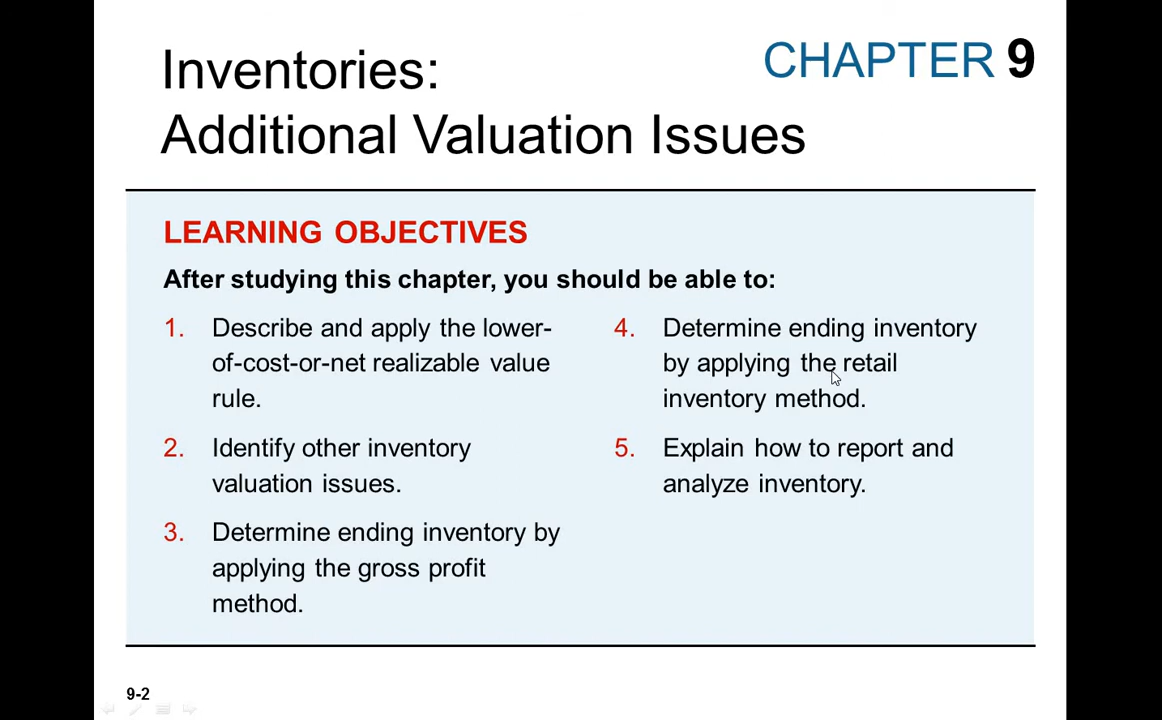 Inventories:
Additional Valuation Issues
CHAPTER 9
LEARNING OBJECTIVES
After studying this chapter, you should be able to:
1. Describe and apply the lower-
of-cost-or-net realizable value
rule.
2. Identify other inventory
valuation issues.
3. Determine ending inventory by
applying the gross profit
method.
4. Determine ending inventory
by applying the retail
inventory method.
5. Explain how to report and
analyze inventory.
9-2